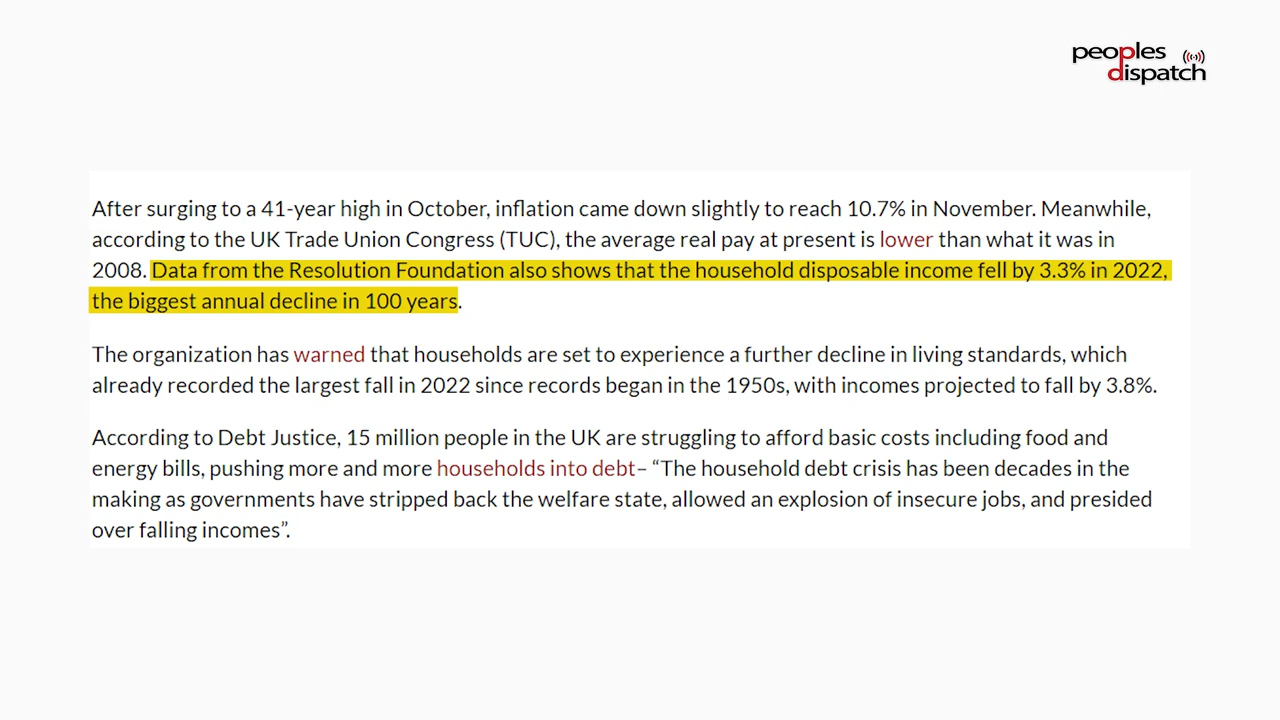 peoples
dispatch
After surging to a 41-year high in October, inflation came down slightly to reach 10.7% in November. Meanwhile,
according to the UK Trade Union Congress (TUC), the average real pay at present is lower than what it was in
2008. Data from the Resolution Foundation also shows that the household disposable income fell by 3.3% in 2022,
the biggest annual decline in 100 years.
The organization has warned that households are set to experience a further decline in living standards, which
already recorded the largest fall in 2022 since records began in the 1950s, with incomes projected to fall by 3.8%.
According to Debt Justice, 15 million people in the UK are struggling to afford basic costs including food and
energy bills, pushing more and more households into debt– “The household debt crisis has been decades in the
making as governments have stripped back the welfare state, allowed an explosion of insecure jobs, and presided
over falling incomes”.